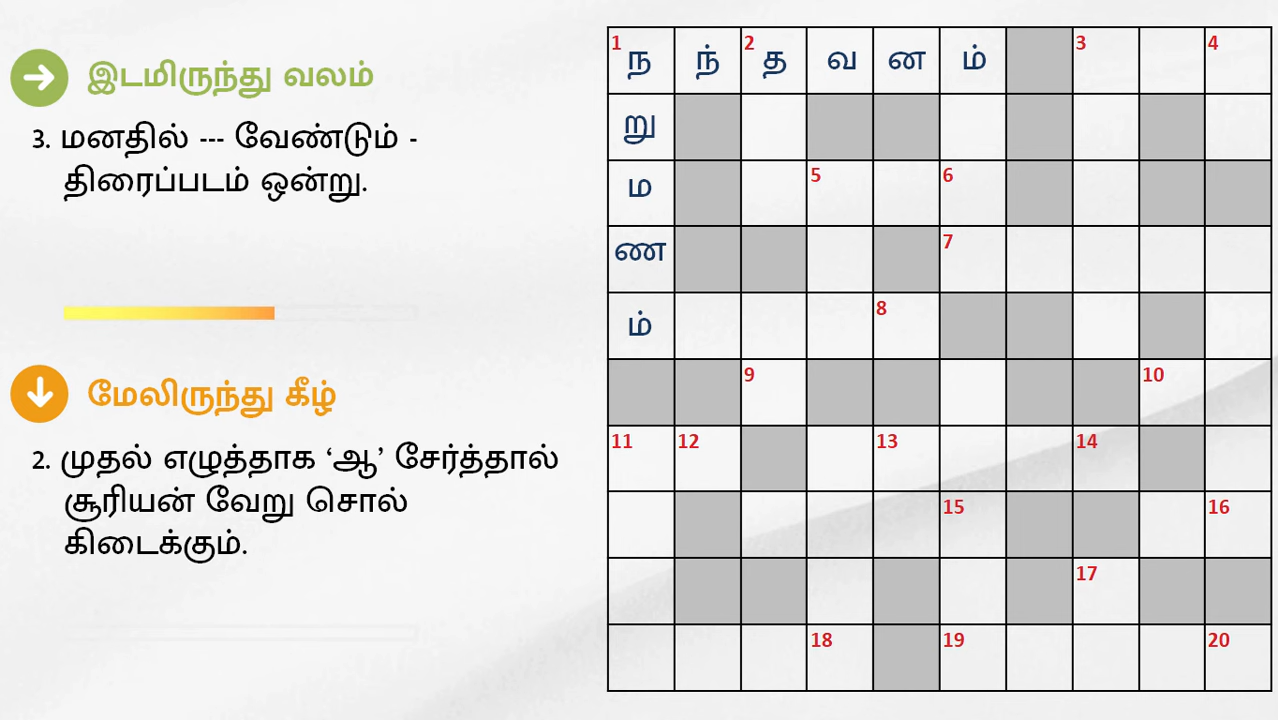 இடமிருந்து வலம்
3. மனதில் --- வேண்டும் -
திரைப்படம் ஒன்று.
மேலிருந்து கீழ்
2. முதல் எழுத்தாக ‘ஆ’ சேர்த்தால்
சூரியன் வேறு சொல்
கிடைக்கும்.
1 ந ந் 2 த வ ன ம் 3 4
று
ம 5 6
ண 7
ம் 8
9 10
11 12 13 14
15 16
17
18 19 20